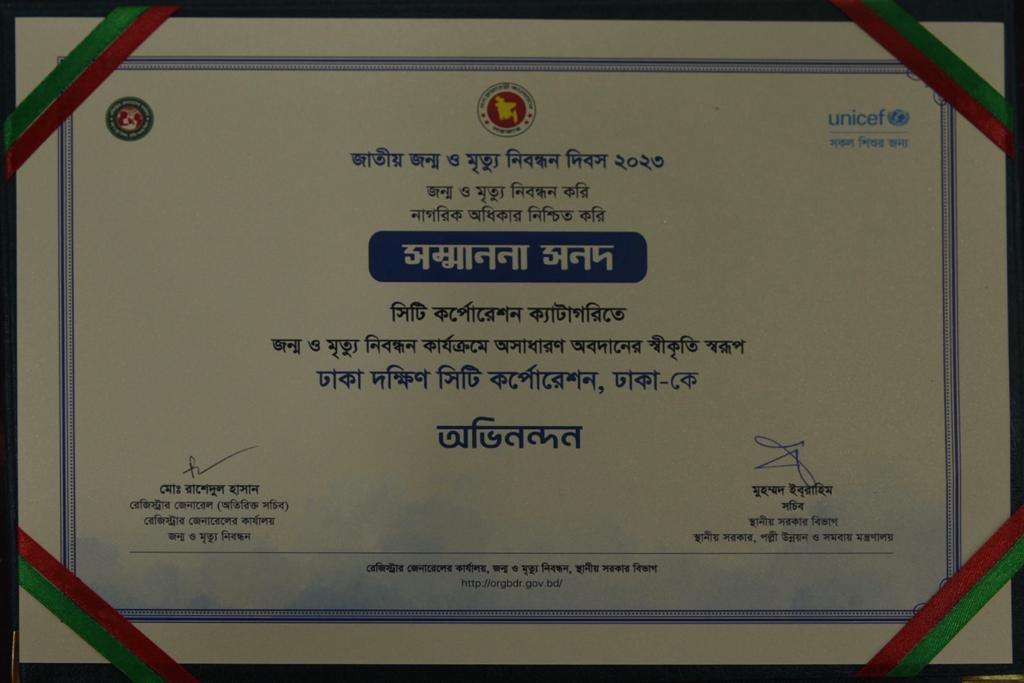 unicef
সকল শিশুর জন্য
জাতীয় জন্ম ও মৃত্যু নিবন্ধন দিবস ২০২৩
জন্ম ও মৃত্যু নিবন্ধন করি
নাগরিক অধিকার নিশ্চিত করি
সম্মাননা সনদ
সিটি কর্পোরেশন ক্যাটাগরিতে
জন্ম ও মৃত্যু নিবন্ধন কার্যক্রমে অসাধারণ অবদানের স্বীকৃতি স্বরূপ
ঢাকা দক্ষিণ সিটি কর্পোরেশন, ঢাকা-কে
অভিনন্দন
মোঃ রাশেদুল হাসান
রেজিস্ট্রার জেনারেল (অতিরিক্ত সচিব)
রেজিস্ট্রার জেনারেলের কার্যালয়
জন্ম ও মৃত্যু নিবন্ধন
মুহম্মদ ইবরাহিম
সচিব
স্থানীয় সরকার বিভাগ
স্থানীয় সরকার, পল্লী উন্নয়ন ও সমবায় মন্ত্রণালয়
রেজিস্ট্রার জেনারেলের কার্যালয়, জন্ম ও মৃত্যু নিবন্ধন, স্থানীয় সরকার বিভাগ
http://orgbdr.gov.bd/